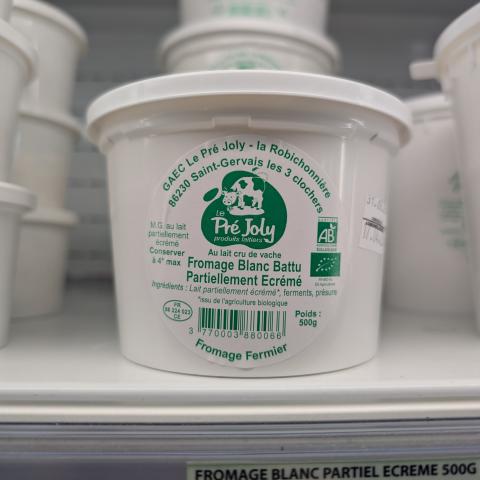 GAEC Le Pré Joly - la Robichonnière
86230 Saint-Gervais les 3 clochers
Le
Pré Joly
produits laitiers
M.G. au lait
partiellement
écrémé
Conserver
à 4° max
AB
Au lait cru de vache
Fromage Blanc Battu
Partiellement Ecrémé
Ingrédients : Lait partiellement écrémé*, ferments, présure
*issu de l'agriculture biologique
FR
86 224 023
CE
Poids :
500g
3 770003 880066
Fromage Fermier
FROMAGE BLANC PARTIEL ECREME 500G